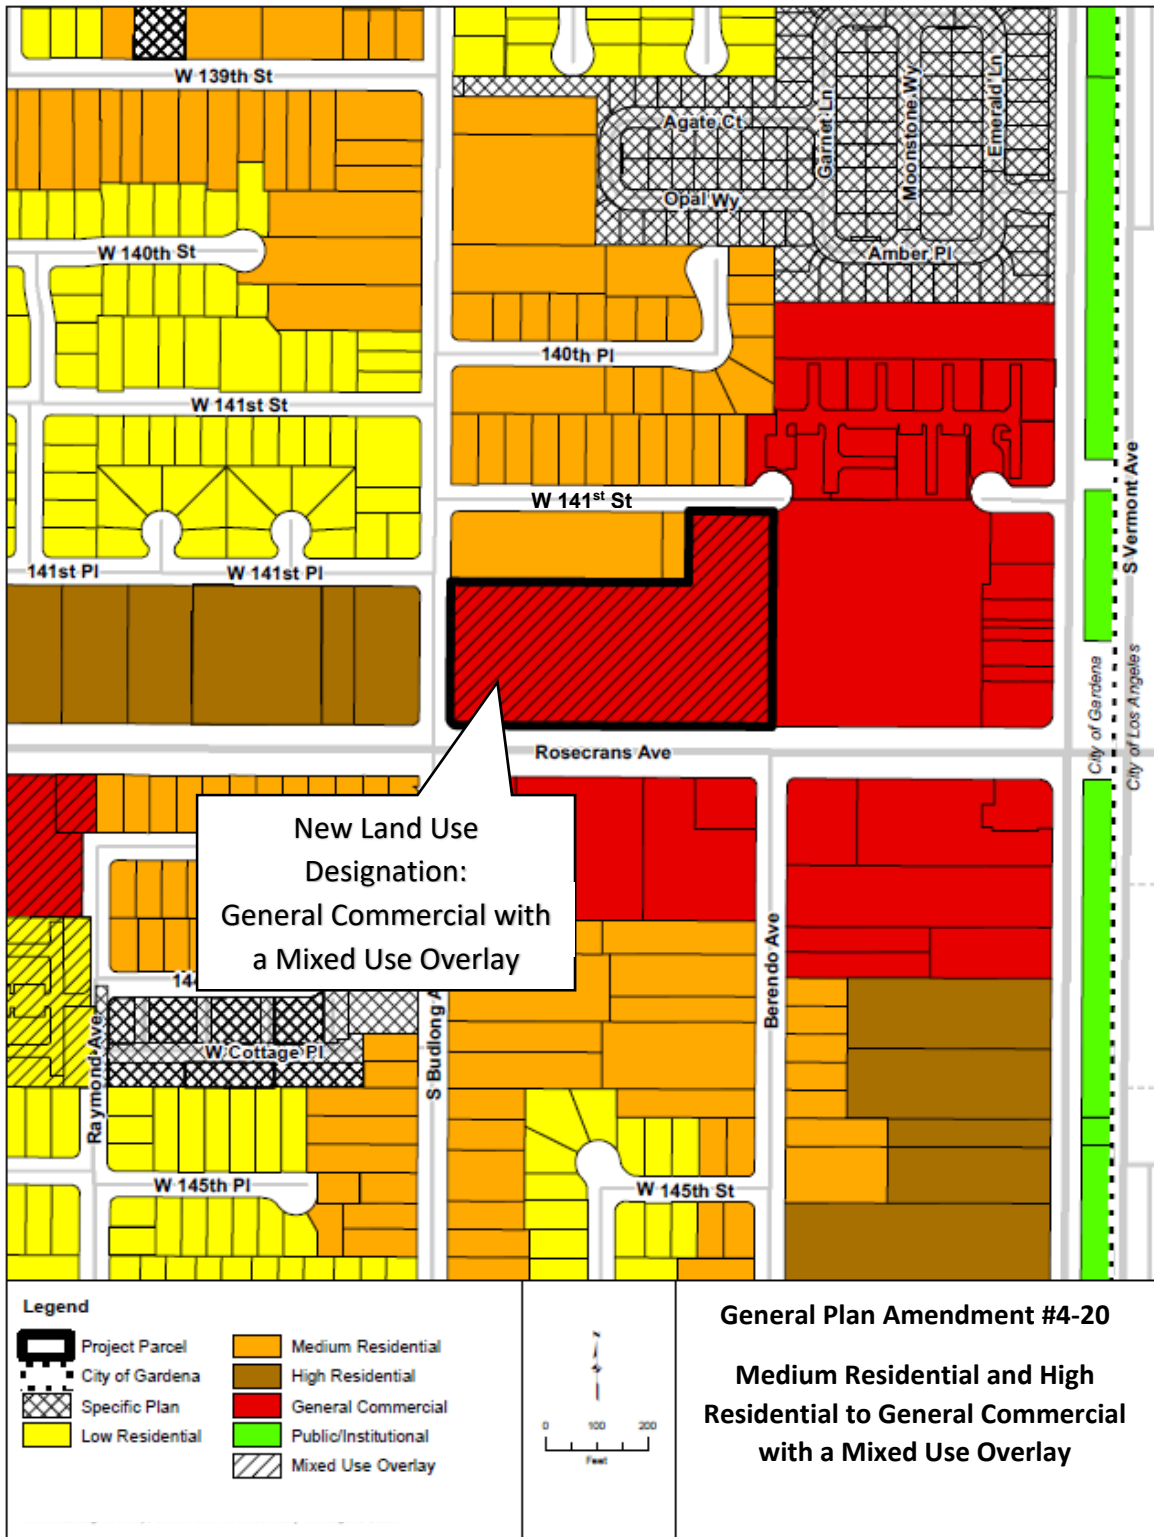 W 139th St
Agate Ct
Garnet Ln
Moonstone Wy
Emerald Ln
Opal Wy
W 140th St
Amber Pl
140th Pl
W 141st St
W 141st St
S Vermont Ave
141st Pl
W 141st Pl
City of Gardena
City of Los Angeles
Rosecrans Ave
New Land Use
Designation:
General Commercial with
a Mixed Use Overlay
144
Raymond Ave
W Cottage Pl
S Budlong A
Berendo Ave
W 145th Pl
W 145th St
Legend
Project Parcel
City of Gardena
Specific Plan
Low Residential
Medium Residential
High Residential
General Commercial
Public/Institutional
Mixed Use Overlay
N
0 100 200
Feet
General Plan Amendment #4-20
Medium Residential and High
Residential to General Commercial
with a Mixed Use Overlay